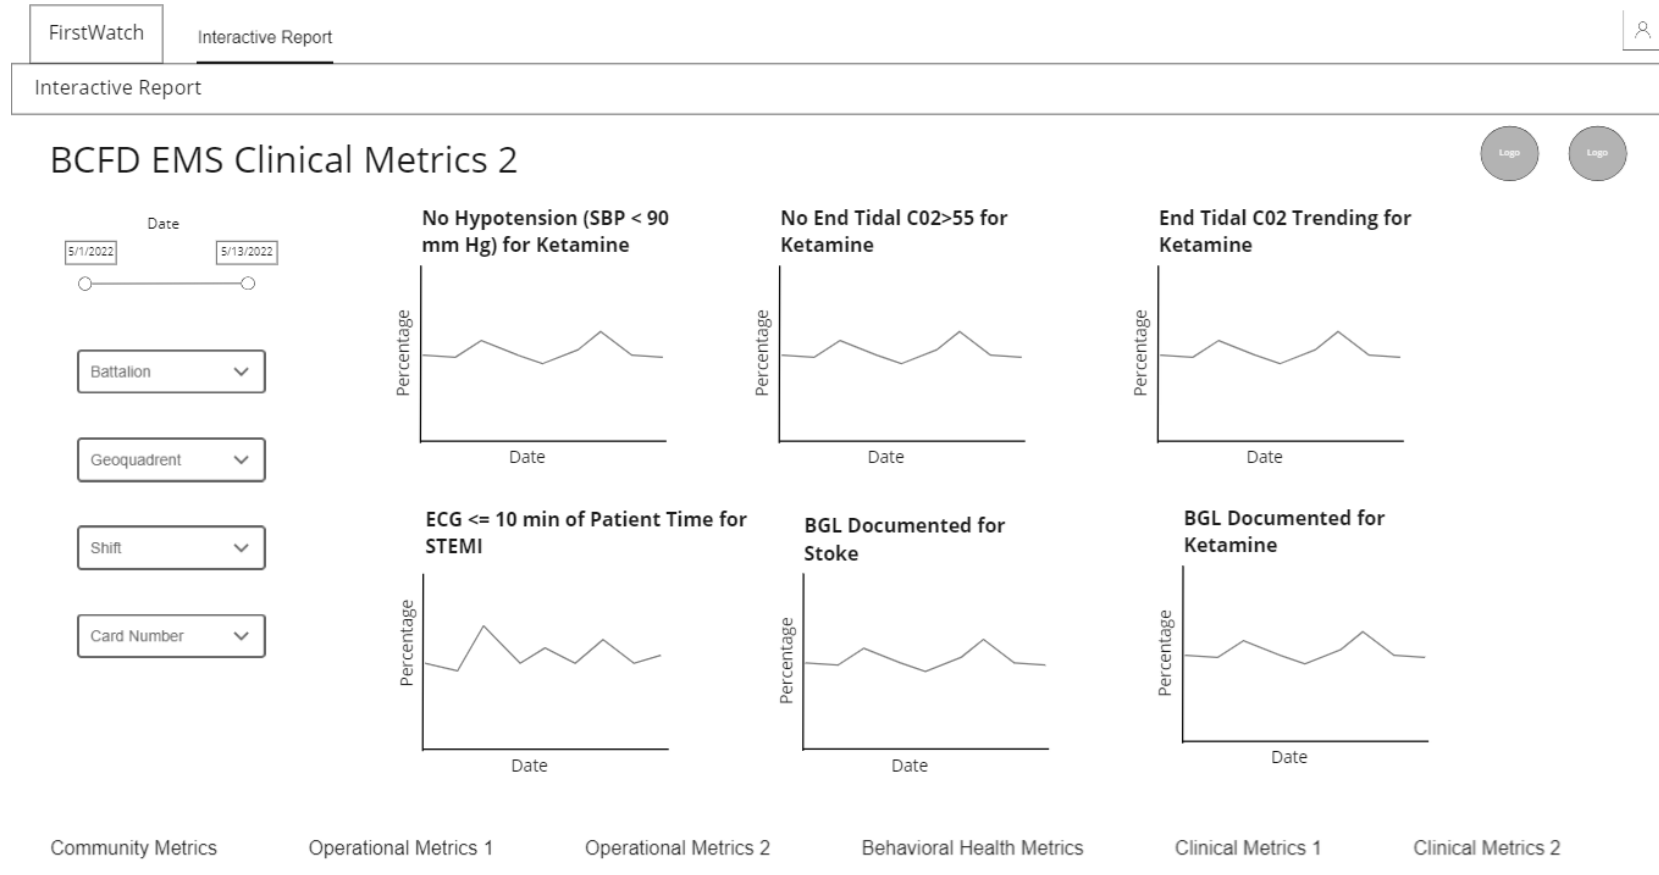 FirstWatch
Interactive Report
Interactive Report
BCFD EMS Clinical Metrics 2
Logo
Logo
Date
5/1/2022
5/13/2022
Battalion
Geoquadrent
Shift
Card Number
No Hypotension (SBP < 90
mm Hg) for Ketamine
Percentage
Date
No End Tidal C02>55 for
Ketamine
Percentage
Date
End Tidal C02 Trending for
Ketamine
Percentage
Date
ECG <= 10 min of Patient Time for
STEMI
Percentage
Date
BGL Documented for
Stoke
Percentage
Date
BGL Documented for
Ketamine
Percentage
Date
Community Metrics
Operational Metrics 1
Operational Metrics 2
Behavioral Health Metrics
Clinical Metrics 1
Clinical Metrics 2